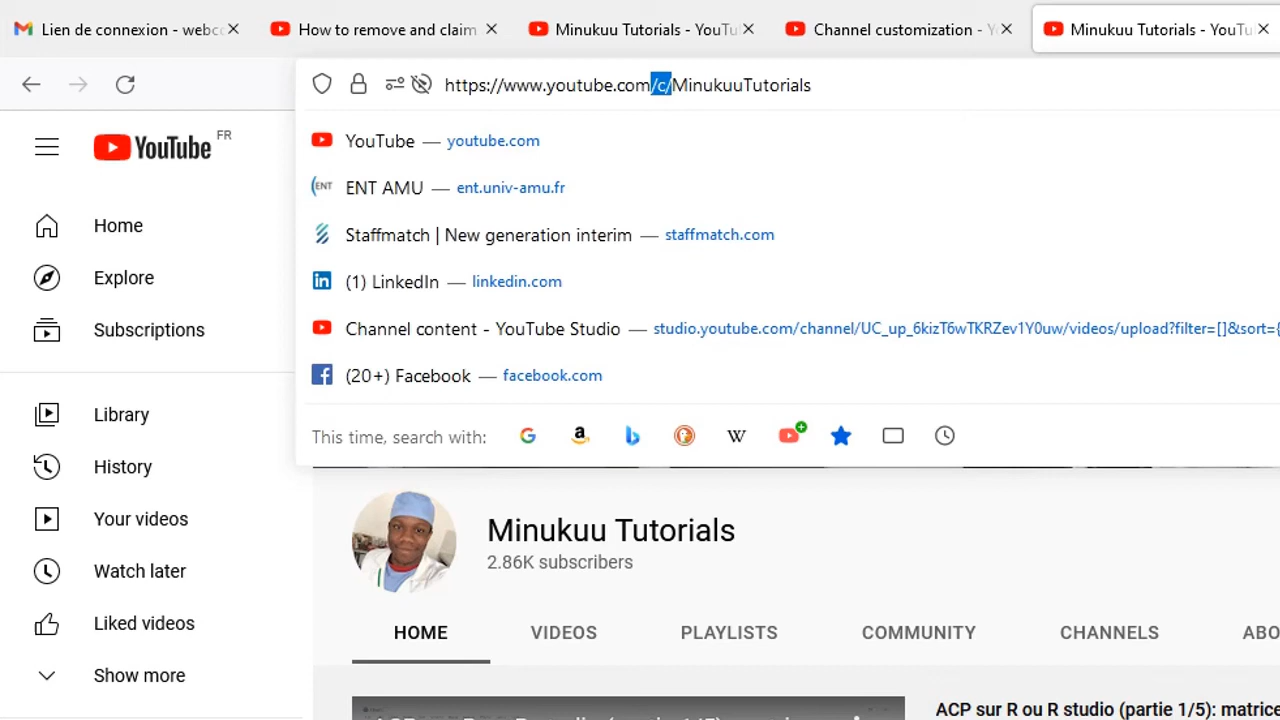 Lien de connexion - webcc
How to remove and claim
Minukuu Tutorials - YouTu
Channel customization - Yo
Minukuu Tutorials - YouTu
https://www.youtube.com/c/MinukuuTutorials
YouTube FR
YouTube — youtube.com
ENT ENT AMU — ent.univ-amu.fr
Staffmatch | New generation interim — staffmatch.com
in (1) LinkedIn — linkedin.com
Channel content - YouTube Studio — studio.youtube.com/channel/UC_up_6kizT6wTKRZev1Y0uw/videos/upload?filter=[]&sort={
(20+) Facebook — facebook.com
This time, search with:
Home
Explore
Subscriptions
Library
History
Your videos
Watch later
Liked videos
Show more
Minukuu Tutorials
2.86K subscribers
HOME VIDEOS PLAYLISTS COMMUNITY CHANNELS ABO
ACP sur R ou R studio (partie 1/5): matrice